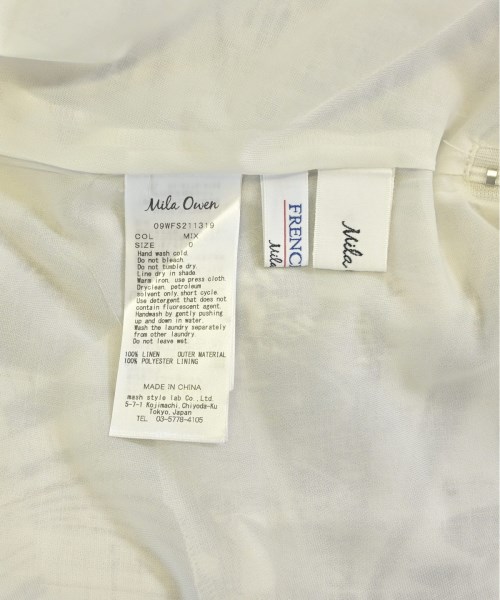 Mila Owen
09WFS211319
COL MIX
SIZE 0
Hand wash cold.
Do not bleach.
Do not tumble dry.
Line dry in shade.
Warm iron, use press cloth.
Dryclean, petroleum
solvent only,short cycle.
Use detergent that does not
contain fluorescent agent.
Handwash by gently pushing
up and down in water.
Wash the laundry separately
from other laundry.
Do not leave wet.
100% LINEN OUTER MATERIAL
100% POLYESTER LINING
MADE IN CHINA
mash style lab Co.,Ltd.
5-7-1 Kojimachi,Chiyoda-Ku
Tokyo,Japan
TEL 03-5778-4105
FRENC
Mila
Mila